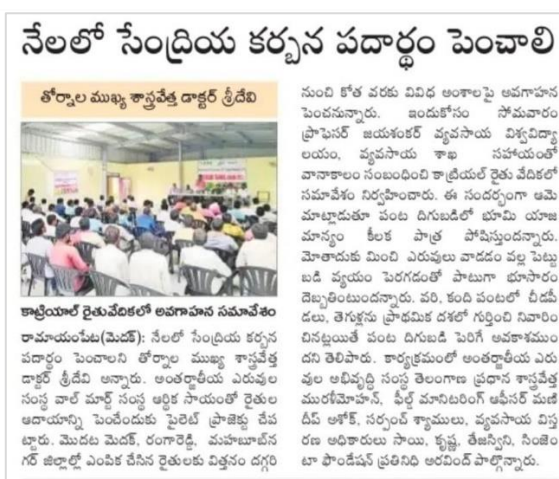 నేలలో సేంద్రియ కర్బన పదార్థం పెంచాలి
తోర్నాల ముఖ్య శాస్త్రవేత్త డాక్టర్ శ్రీదేవి
కాట్రియాల్ రైతువేదికలో అవగాహన సమావేశం
రామాయంపేట(మెదక్): నేలలో సేంద్రియ కర్బన
పదార్థం పెంచాలని తోర్నాల ముఖ్య శాస్త్రవేత్త
డాక్టర్ శ్రీదేవి అన్నారు. అంతర్జాతీయ ఎరువుల
సంస్థ వాల్ మార్ట్ సంస్థ ఆర్థిక సాయంతో రైతుల
ఆదాయాన్ని పెంచేందుకు పైలెట్ ప్రాజెక్టు చేప
ట్టారు. మొదట మెదక్, రంగారెడ్డి, మహబూబ్‌న
గర్ జిల్లాల్లో ఎంపిక చేసిన రైతులకు విత్తనం దగ్గరి
నుంచి కోత వరకు వివిధ అంశాలపై అవగాహన
పెంచనున్నారు. ఇందుకోసం సోమవారం
ప్రొఫెసర్ జయశంకర్ వ్యవసాయ విశ్వవిద్యా
లయం, వ్యవసాయ శాఖ సహాయంతో
వానాకాలం సంబంధించి కాట్రియల్ రైతు వేదికలో
సమావేశం నిర్వహించారు. ఈ సందర్భంగా ఆమె
మాట్లాడుతూ పంట దిగుబడిలో భూమి యాజ
మాన్యం కీలక పాత్ర పోషిస్తుందన్నారు.
మోతాదుకు మించి ఎరువులు వాడడం వల్ల పెట్టు
బడి వ్యయం పెరగడంతో పాటుగా భూసారం
దెబ్బతింటుందన్నారు. వరి, కంది పంటలో చీడపీ
డలు, తెగుళ్లను ప్రాథమిక దశలో గుర్తించి నివారిం
చినట్లయితే పంట దిగుబడి పెరిగే అవకాశముం
దని తెలిపారు. కార్యక్రమంలో అంతర్జాతీయ ఎరు
వుల అభివృద్ధి సంస్థ తెలంగాణ ప్రధాన శాస్త్రవేత్త
మురళీమోహన్, ఫీల్డ్ మానిటరింగ్ ఆఫీసర్ మణి
దీప్ అశోక్, సర్పంచ్ శ్యాములు, వ్యవసాయ విస్త
రణ అధికారులు సాయి, కృష్ణ, తేజస్విని, సింజెం
టా ఫౌండేషన్ ప్రతినిధి అరవింద్ పాల్గొన్నారు.